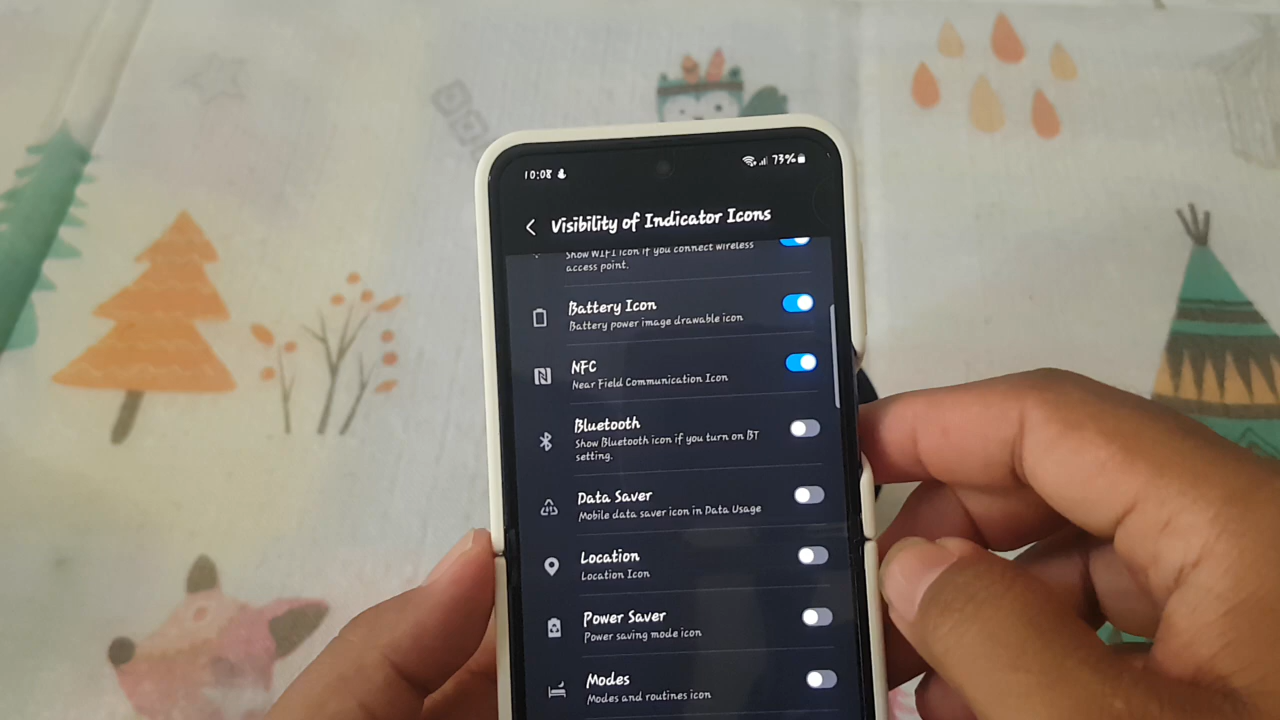 10:08
73%
Visibility of Indicator Icons
Show WIFI icon if you connect wireless
access point.
Battery Icon
Battery power image drawable icon
NFC
Near Field Communication Icon
Bluetooth
Show Bluetooth icon if you turn on BT
setting.
Data Saver
Mobile data saver icon in Data Usage
Location
Location Icon
Power Saver
Power saving mode icon
Modes
Modes and routines icon